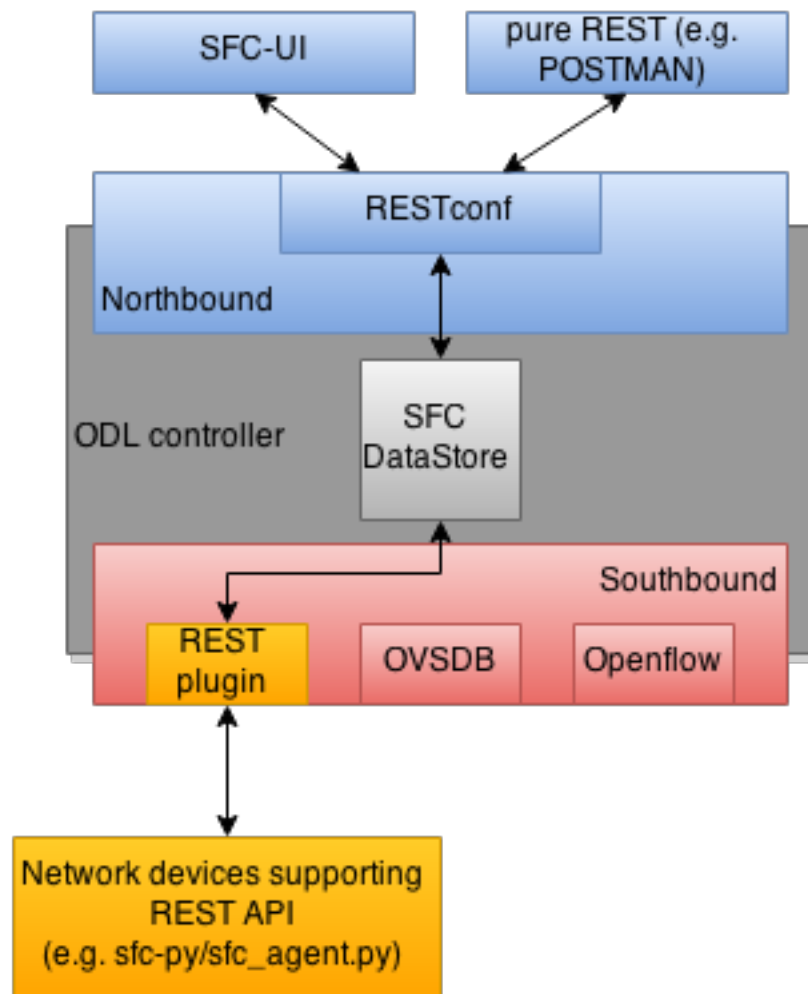 SFC-UI
pure REST (e.g.
POSTMAN)
RESTconf
Northbound
SFC
DataStore
ODL controller
Southbound
REST
plugin
OVSDB
Openflow
Network devices supporting
REST API
(e.g. sfc-py/sfc_agent.py)